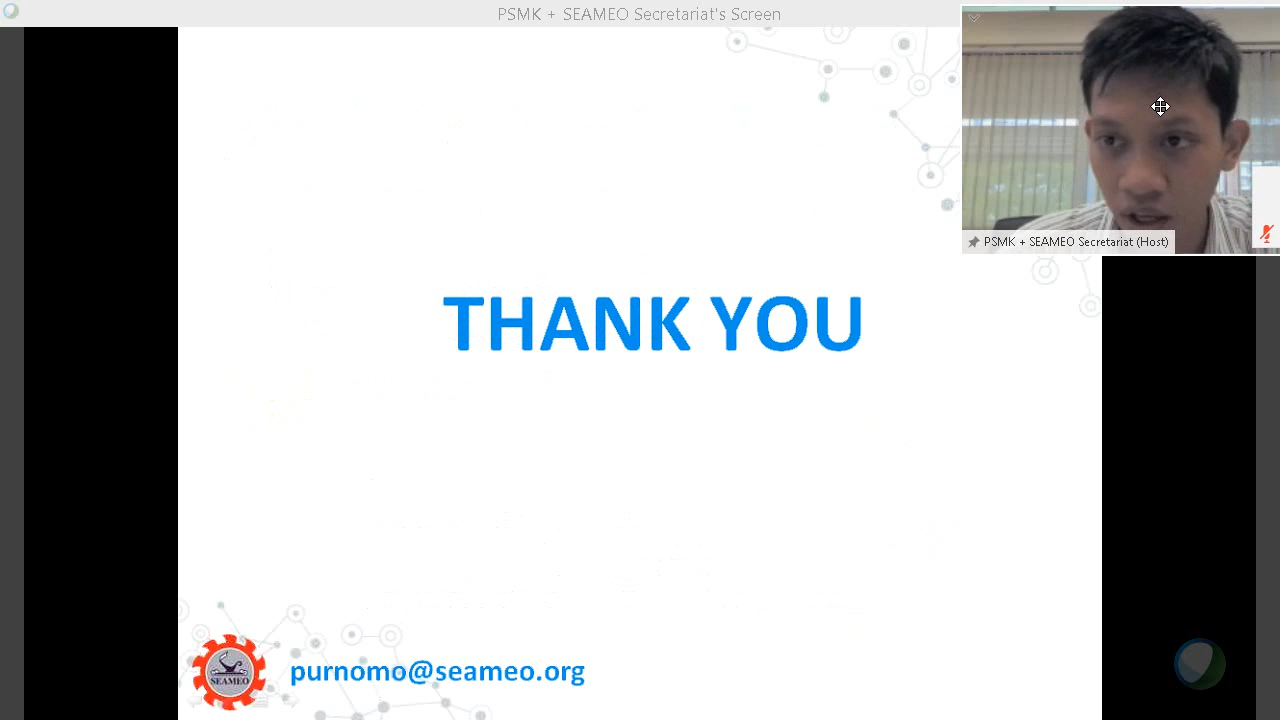 PSMK + SEAMEO Secretariat's Screen
PSMK + SEAMEO Secretariat (Host)
THANK YOU
SEAMEO
purnomo@seameo.org